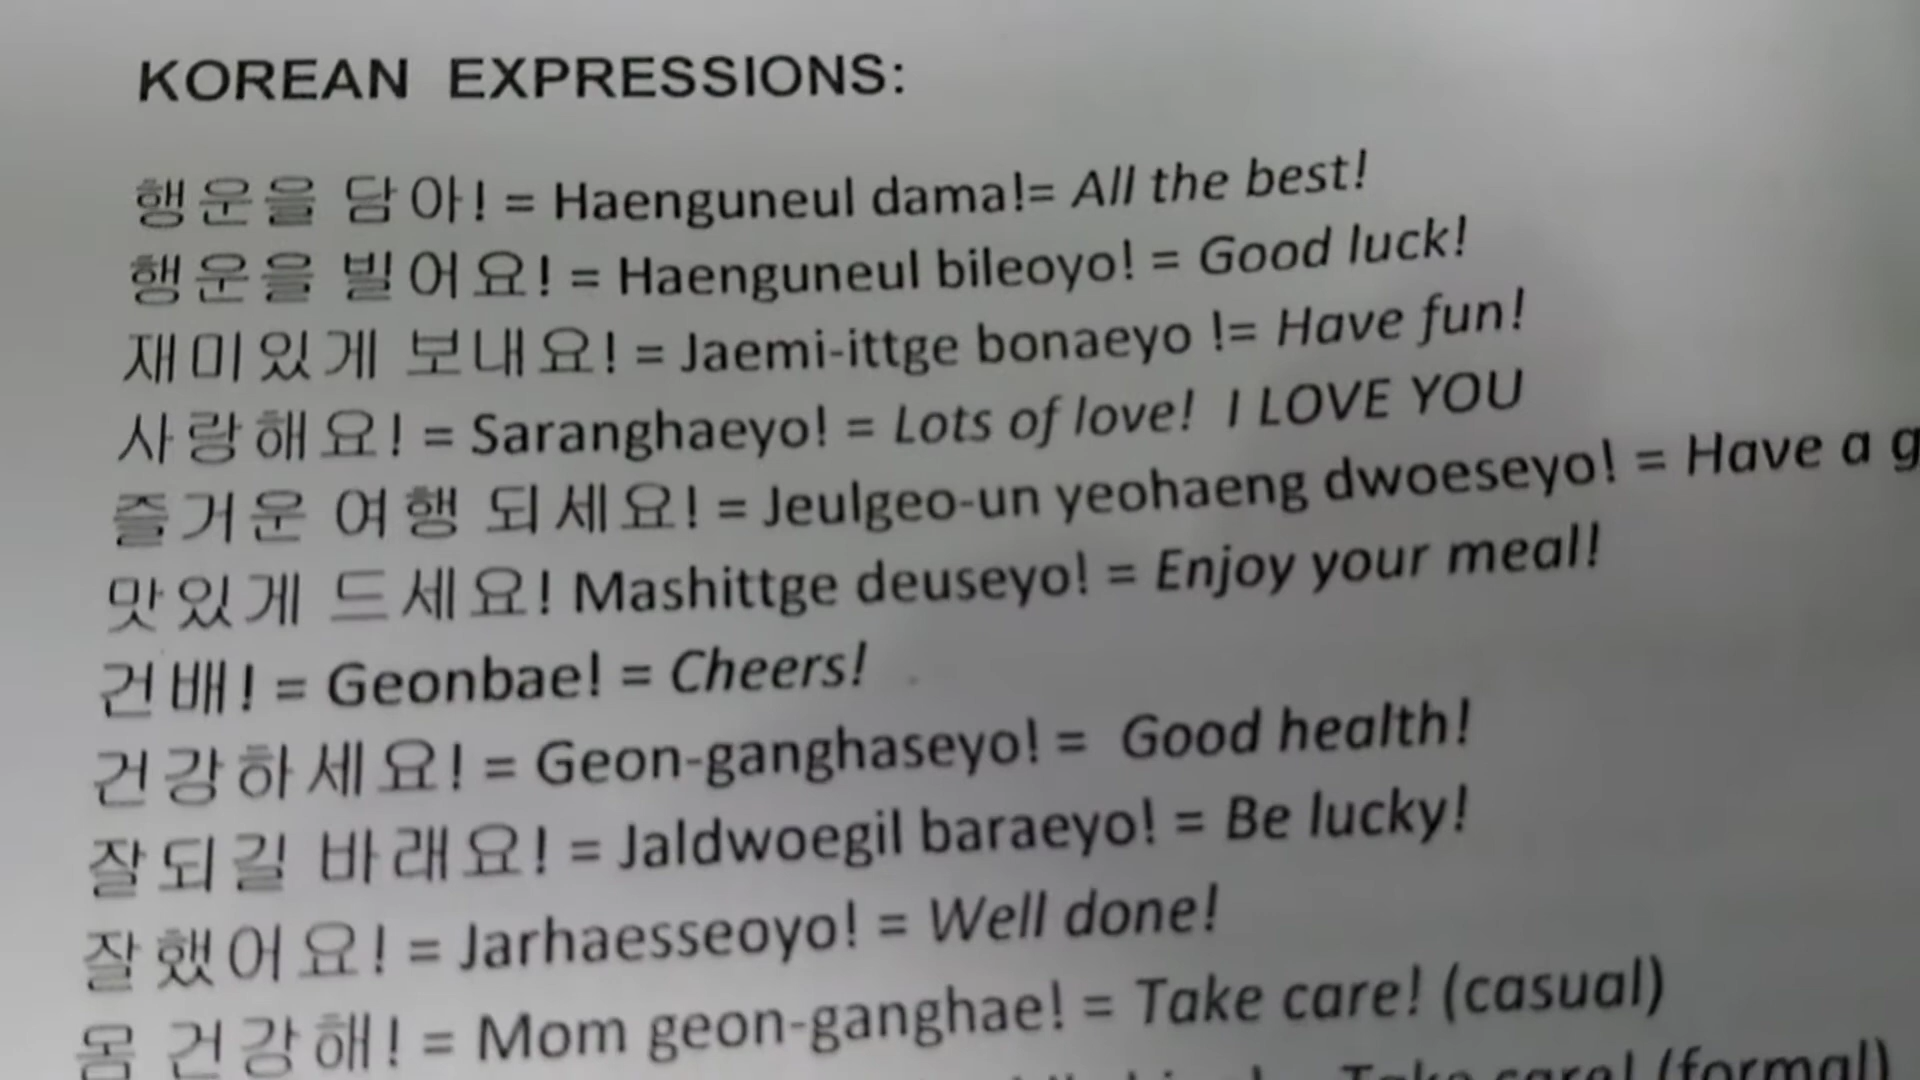 KOREAN EXPRESSIONS:
행운을 담아! = Haenguneul dama!= All the best!
행운을 빌어요! = Haenguneul bileoyo! = Good luck!
재미있게 보내요! = Jaemi-ittge bonaeyo != Have fun!
사랑해요! = Saranghaeyo! = Lots of love! I LOVE YOU
즐거운 여행 되세요! = Jeulgeo-un yeohaeng dwoeseyo! = Have a g
맛있게 드세요! Mashittge deuseyo! = Enjoy your meal!
건배! = Geonbae! = Cheers!
건강하세요! = Geon-ganghaseyo! = Good health!
잘되길 바래요! = Jaldwoegil baraeyo! = Be lucky!
잘했어요! = Jarhaesseoyo! = Well done!
몸 건강해! = Mom geon-ganghae! = Take care! (casual)
Take care! (formal)